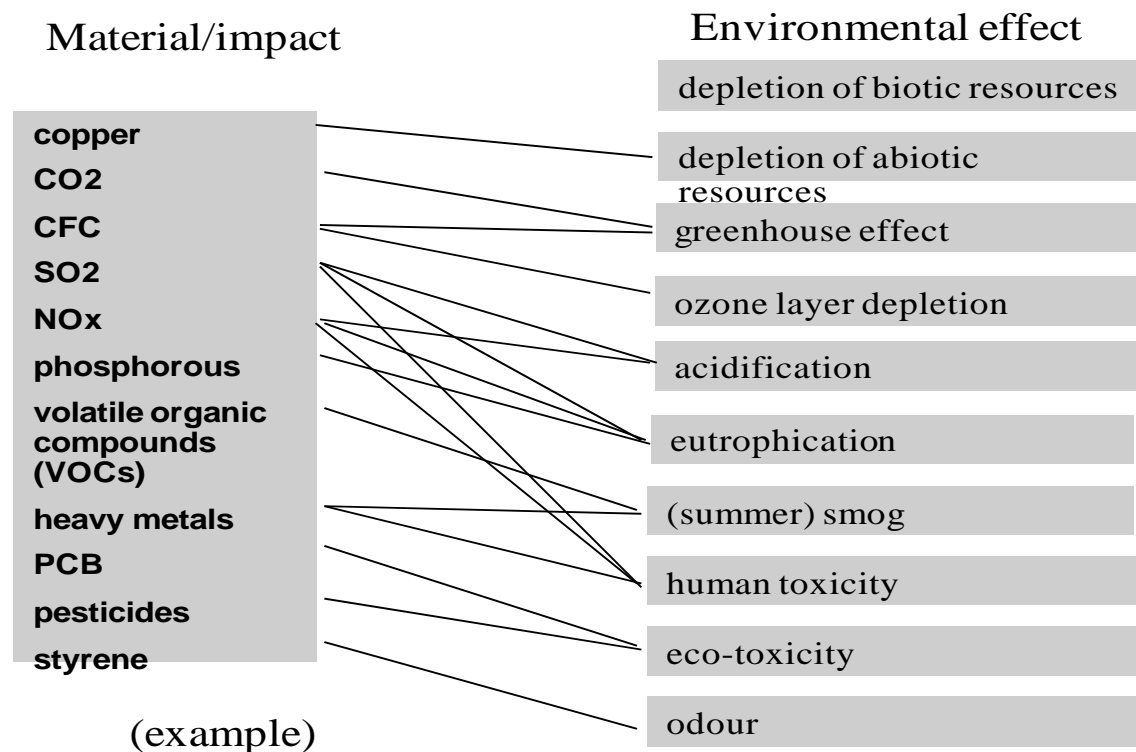 Material/impact
copper
CO2
CFC
SO2
NOx
phosphorous
volatile organic
compounds
(VOCs)
heavy metals
PCB
pesticides
styrene
(example)
Environmental effect
depletion of biotic resources
depletion of abiotic
resources
greenhouse effect
ozone layer depletion
acidification
eutrophication
(summer) smog
human toxicity
eco-toxicity
odour